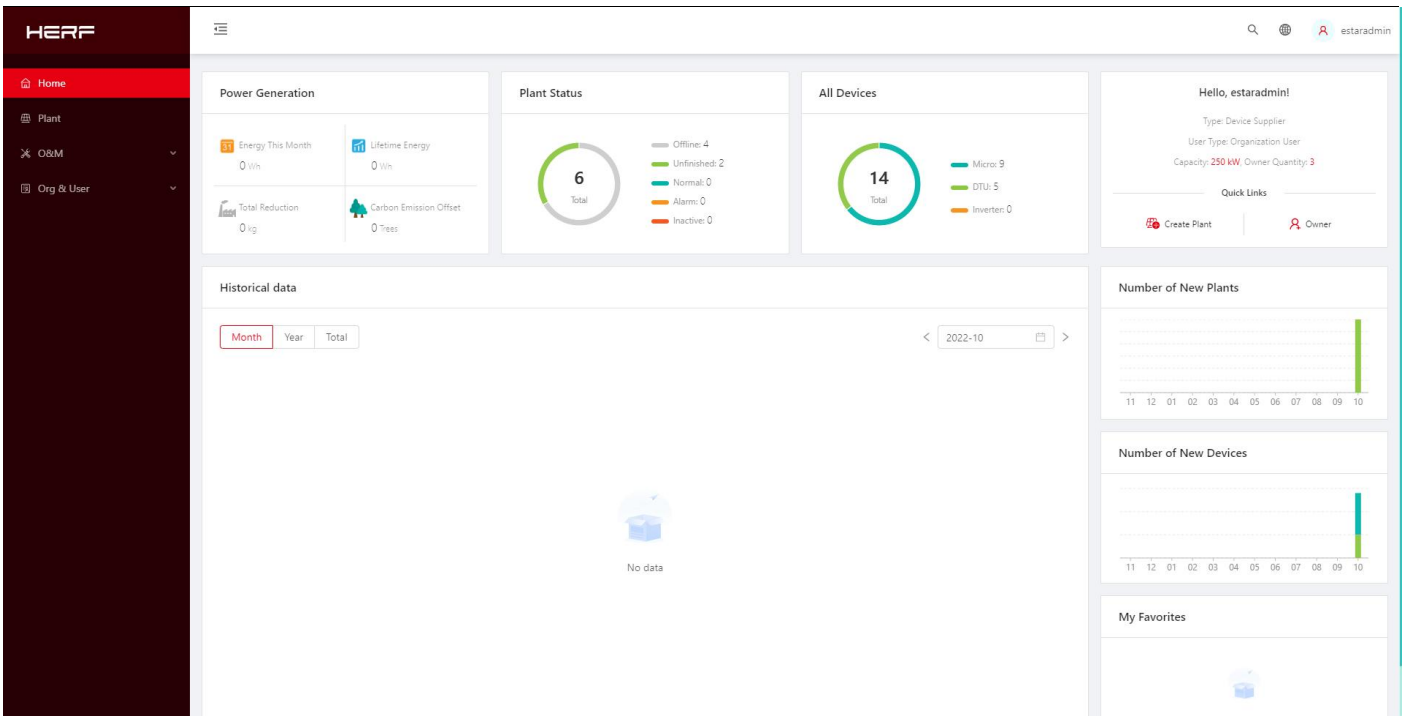 HERF
estaradmin
Home
Plant
O&M
Org & User
Power Generation
31 Energy This Month
0 Wh
Lifetime Energy
0 Wh
Total Reduction
0 kg
Carbon Emission Offset
0 Trees
Plant Status
6
Total
Offline: 4
Unfinished: 2
Normal: 0
Alarm: 0
Inactive: 0
All Devices
14
Total
Micro: 9
DTU: 5
Inverter: 0
Hello, estaradmin!
Type: Device Supplier
User Type: Organization User
Capacity: 250 kW, Owner Quantity: 3
Quick Links
Create Plant
Owner
Historical data
Month Year Total
< 2022-10 >
No data
Number of New Plants
11 12 01 02 03 04 05 06 07 08 09 10
Number of New Devices
11 12 01 02 03 04 05 06 07 08 09 10
My Favorites